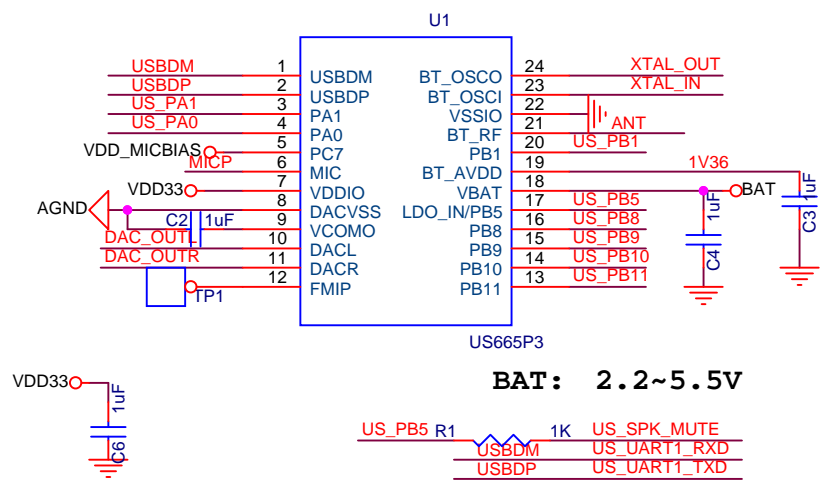 U1
USBDM 1 USBDM BT_OSCO 24 XTAL_OUT
USBDP 2 USBDP BT_OSCI 23 XTAL_IN
US_PA1 3 PA1 VSSIO 22
US_PA0 4 PA0 BT_RF 21 ANT
VDD_MICBIAS 5 PC7 PB1 20 US_PB1
MICP 6 MIC BT_AVDD 19 1V36
VDD33 7 VDDIO VBAT 18 BAT
AGND 8 DACVSS LDO_IN/PB5 17 US_PB5
C2 1uF 9 VCOMO PB8 16 US_PB8
DAC_OUTL 10 DACL PB9 15 US_PB9
DAC_OUTR 11 DACR PB10 14 US_PB10
TP1 12 FMIP PB11 13 US_PB11
1uF
C4
1uF
C3
US665P3
VDD33
1uF
C6
BAT: 2.2~5.5V
US_PB5 R1 1K US_SPK_MUTE
USBDM US_UART1_RXD
USBDP US_UART1_TXD